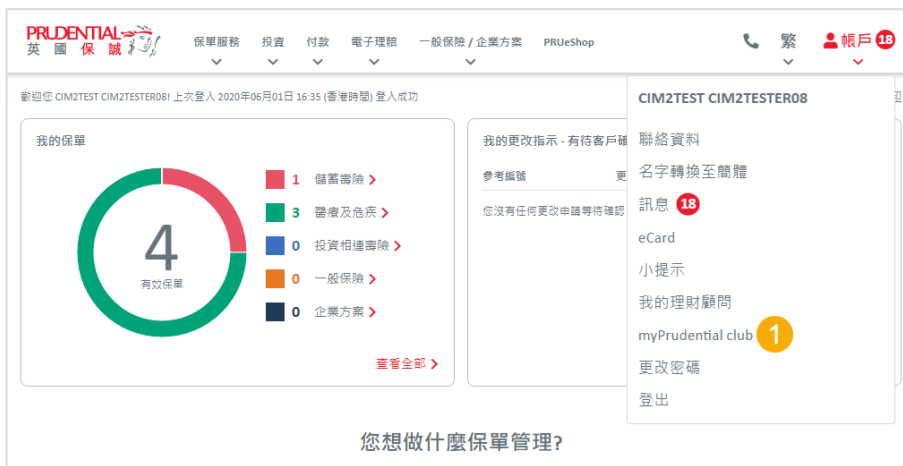 PRUDENTIAL
英國保誠
保單服務 投資 付款 電子理賠 一般保險 / 企業方案 PRUeShop 繁 帳戶 18
歡迎您 CIM2TEST CIM2TESTER08! 上次登入 2020年06月01日 16:35 (香港時間) 登入成功
我的保單
4
有效保單
1 儲蓄壽險
3 醫療及危疾
0 投資相連壽險
0 一般保險
0 企業方案
查看全部
我的更改指示 - 有待客戶確
參考編號 更
您沒有任何更改申請等待確認
CIM2TEST CIM2TESTER08
聯絡資料
名字轉換至簡體
訊息 18
eCard
小提示
我的理財顧問
myPrudential club 1
更改密碼
登出
您想做什麼保單管理?